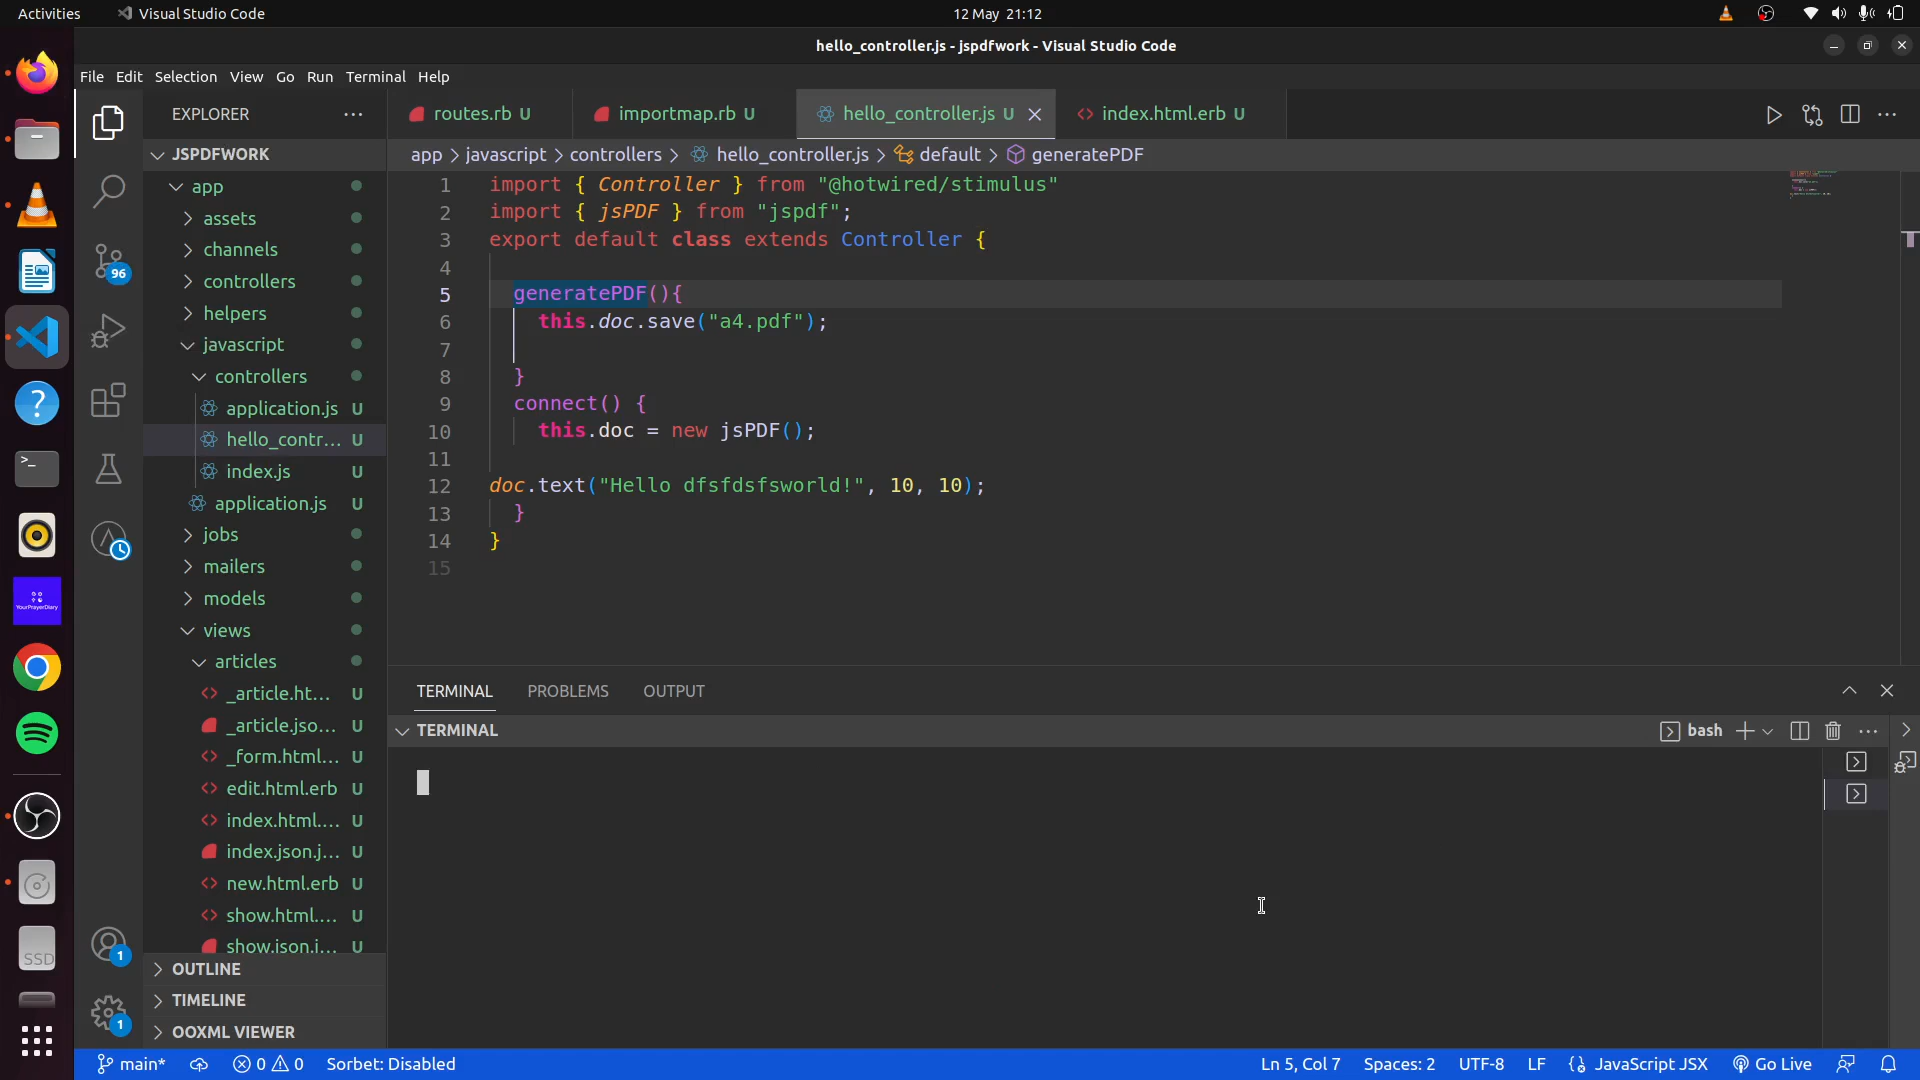 Activities
Visual Studio Code
12 May 21:12
hello_controller.js - jspdfwork - Visual Studio Code
File Edit Selection View Go Run Terminal Help
EXPLORER
routes.rb U
importmap.rb U
hello_controller.js U
index.html.erb U
JSPDFWORK
app > javascript > controllers > hello_controller.js > default > generatePDF
app
assets
channels
controllers
helpers
javascript
controllers
application.js U
hello_contr... U
index.js U
application.js U
jobs
mailers
models
views
articles
_article.ht... U
_article.jso... U
_form.html... U
edit.html.erb U
index.html.... U
index.json.j... U
new.html.erb U
show.html.... U
show.json.j... U
OUTLINE
TIMELINE
OOXML VIEWER
96
1
1
YourPrayerDiary
SSD
1 import { Controller } from "@hotwired/stimulus"
2 import { jsPDF } from "jspdf";
3 export default class extends Controller {
4
5 generatePDF(){
6 this.doc.save("a4.pdf");
7
8 }
9 connect() {
10 this.doc = new jsPDF();
11
12 doc.text("Hello dfsfdsfsworld!", 10, 10);
13 }
14 }
15
TERMINAL PROBLEMS OUTPUT
TERMINAL
bash
main* 0 0 Sorbet: Disabled
Ln 5, Col 7 Spaces: 2 UTF-8 LF JavaScript JSX Go Live